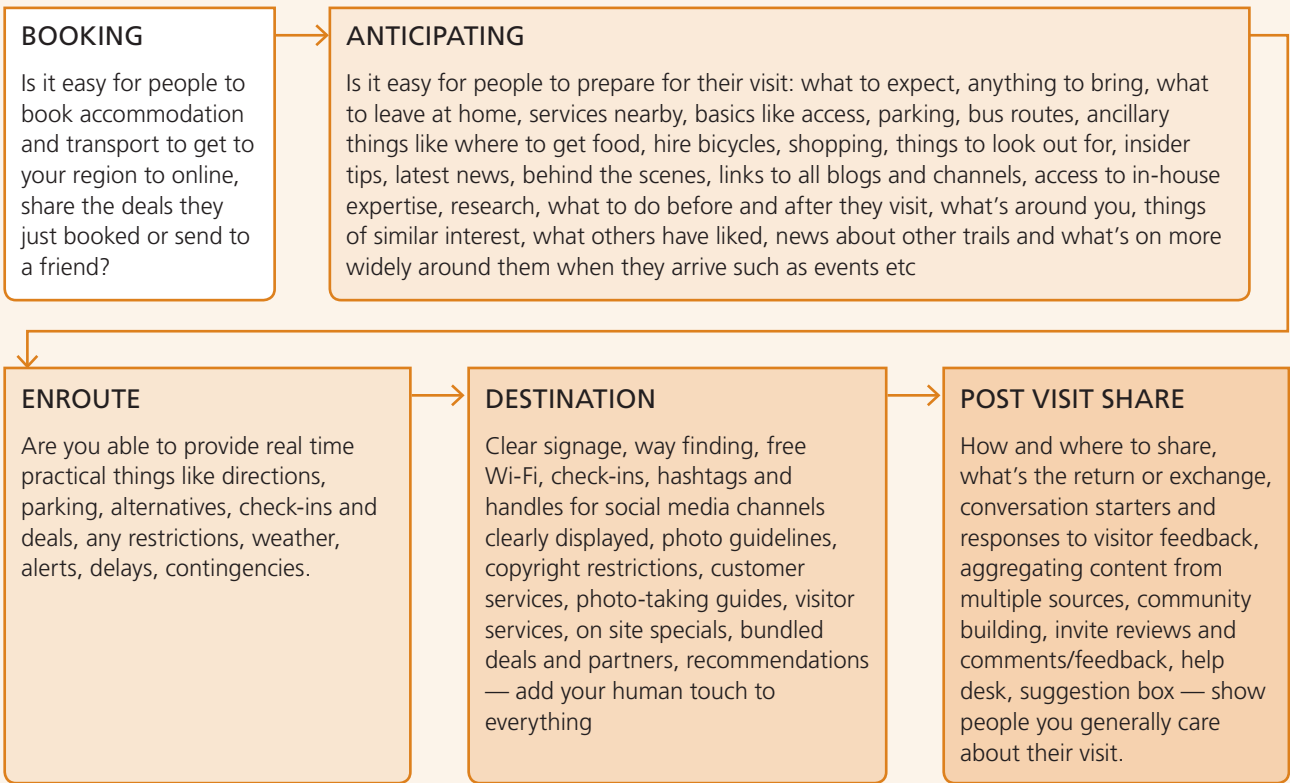 BOOKING
Is it easy for people to
book accommodation
and transport to get to
your region to online,
share the deals they
just booked or send to
a friend?
ANTICIPATING
Is it easy for people to prepare for their visit: what to expect, anything to bring, what
to leave at home, services nearby, basics like access, parking, bus routes, ancillary
things like where to get food, hire bicycles, shopping, things to look out for, insider
tips, latest news, behind the scenes, links to all blogs and channels, access to in-house
expertise, research, what to do before and after they visit, what’s around you, things
of similar interest, what others have liked, news about other trails and what’s on more
widely around them when they arrive such as events etc
ENROUTE
Are you able to provide real time
practical things like directions,
parking, alternatives, check-ins and
deals, any restrictions, weather,
alerts, delays, contingencies.
DESTINATION
Clear signage, way finding, free
Wi-Fi, check-ins, hashtags and
handles for social media channels
clearly displayed, photo guidelines,
copyright restrictions, customer
services, photo-taking guides, visitor
services, on site specials, bundled
deals and partners, recommendations
— add your human touch to
everything
POST VISIT SHARE
How and where to share,
what’s the return or exchange,
conversation starters and
responses to visitor feedback,
aggregating content from
multiple sources, community
building, invite reviews and
comments/feedback, help
desk, suggestion box — show
people you generally care
about their visit.